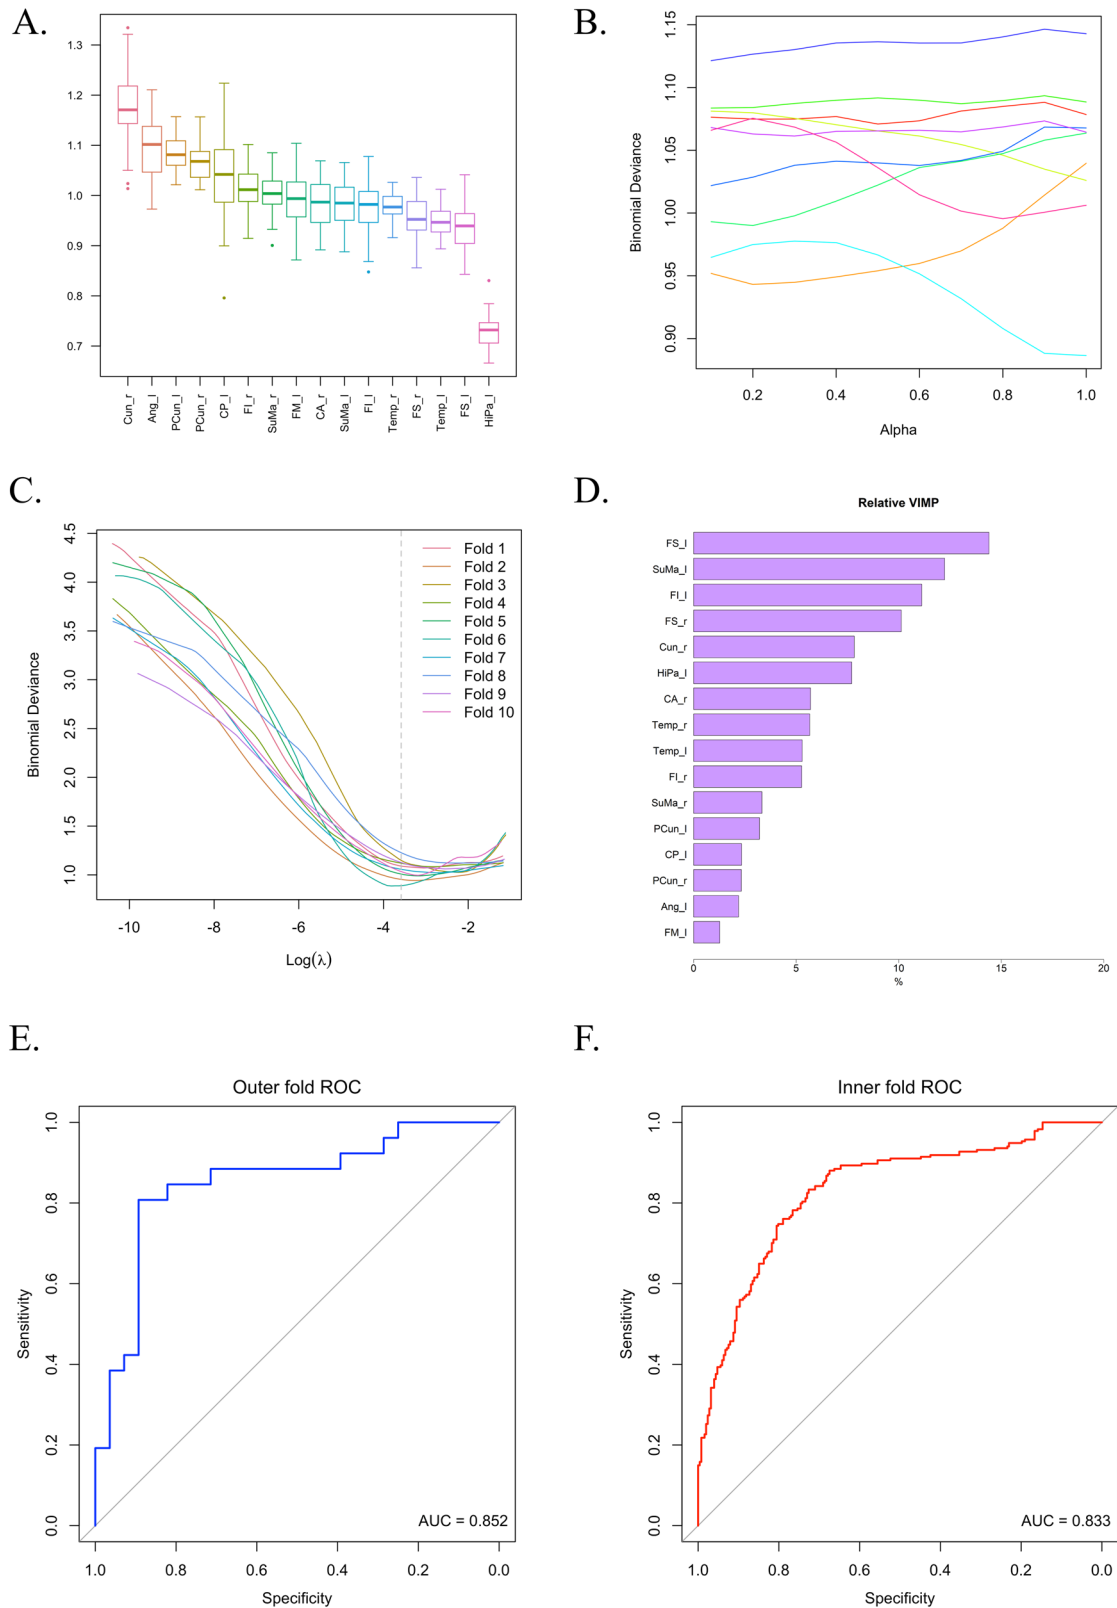 A.
1.3
1.2
1.1
1.0
0.9
0.8
0.7
Cun_r
Ang_l
PCun_l
PCun_r
CP_l
FI_r
SuMa_r
FM_l
CA_r
SuMa_l
FI_l
Temp_r
FS_r
Temp_l
FS_l
HiPa_l
B.
Binomial Deviance
1.15
1.10
1.05
1.00
0.95
0.90
0.2
0.4
0.6
0.8
1.0
Alpha
C.
Binomial Deviance
4.5
4.0
3.5
3.0
2.5
2.0
1.5
1.0
Fold 1
Fold 2
Fold 3
Fold 4
Fold 5
Fold 6
Fold 7
Fold 8
Fold 9
Fold 10
-10
-8
-6
-4
-2
Log(λ)
D.
Relative VIMP
FS_l
SuMa_l
FI_l
FS_r
Cun_r
HiPa_l
CA_r
Temp_r
Temp_l
FI_r
SuMa_r
PCun_l
CP_l
PCun_r
Ang_l
FM_l
0
5
10
15
20
%
E.
Outer fold ROC
Sensitivity
1.0
0.8
0.6
0.4
0.2
0.0
AUC = 0.852
1.0
0.8
0.6
0.4
0.2
0.0
Specificity
F.
Inner fold ROC
Sensitivity
1.0
0.8
0.6
0.4
0.2
0.0
AUC = 0.833
1.0
0.8
0.6
0.4
0.2
0.0
Specificity